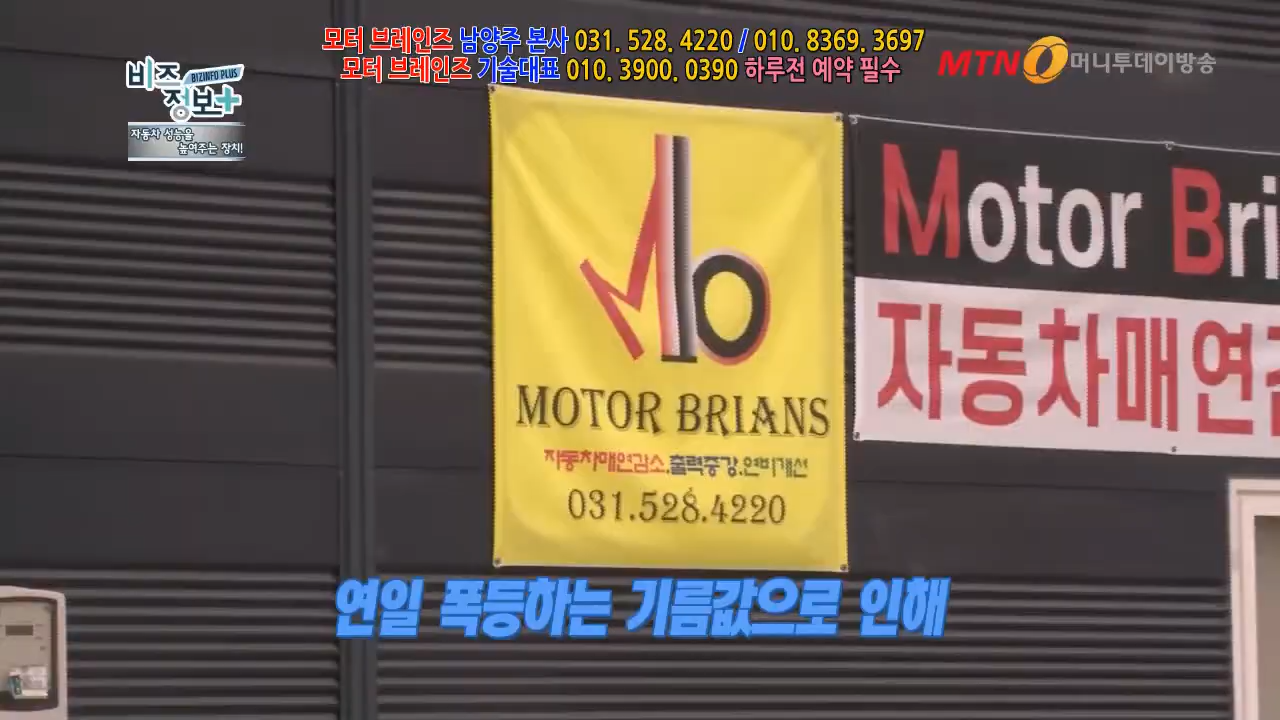 모터 브레인즈 남양주 본사 031. 528. 4220 / 010. 8369. 3697
모터 브레인즈 기술대표 010. 3900. 0390 하루전 예약 필수
MTN 머니투데이방송
비즈 BIZINFO PLUS
정보+
자동차 성능을
높여주는 장치!
Mb
MOTOR BRIANS
자동차매연감소.출력증강.연비개선
031.528.4220
Motor Bri
자동차매연
연일 폭등하는 기름값으로 인해